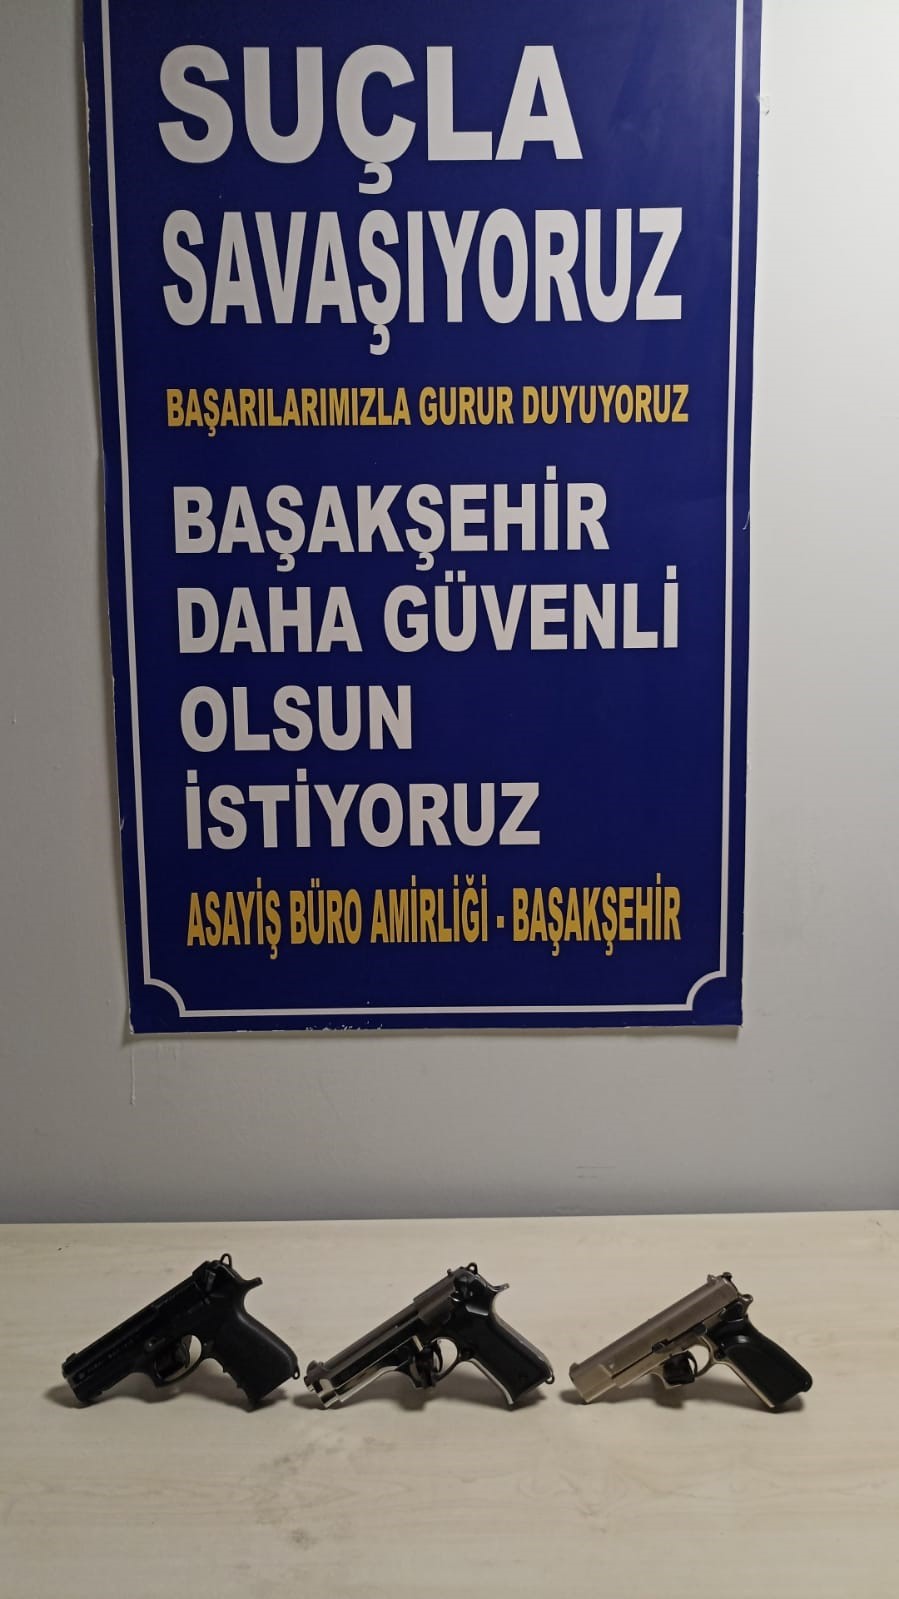 SUÇLA
SAVAŞIYORUZ
BAŞARILARIMIZLA GURUR DUYUYORUZ
BAŞAKŞEHİR
DAHA GÜVENLİ
OLSUN
İSTİYORUZ
ASAYİŞ BÜRO AMİRLİĞİ - BAŞAKŞEHİR